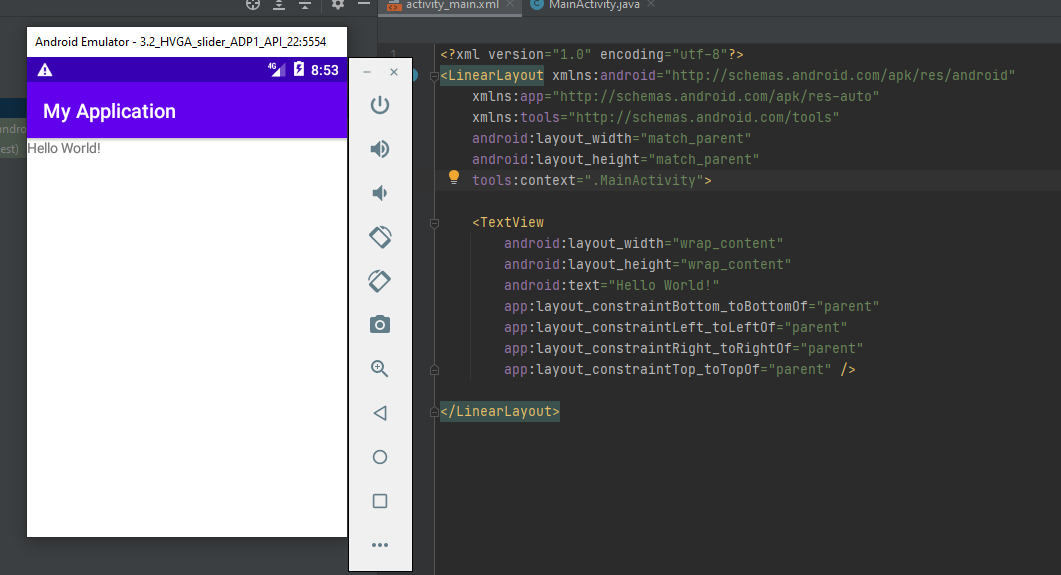 activity_main.xml
MainActivity.java
Android Emulator - 3.2_HVGA_slider_ADP1_API_22:5554
4G
8:53
My Application
Hello World!
andro
est)
1
<?xml version="1.0" encoding="utf-8"?>
<LinearLayout xmlns:android="http://schemas.android.com/apk/res/android"
xmlns:app="http://schemas.android.com/apk/res-auto"
xmlns:tools="http://schemas.android.com/tools"
android:layout_width="match_parent"
android:layout_height="match_parent"
tools:context=".MainActivity">
<TextView
android:layout_width="wrap_content"
android:layout_height="wrap_content"
android:text="Hello World!"
app:layout_constraintBottom_toBottomOf="parent"
app:layout_constraintLeft_toLeftOf="parent"
app:layout_constraintRight_toRightOf="parent"
app:layout_constraintTop_toTopOf="parent" />
</LinearLayout>